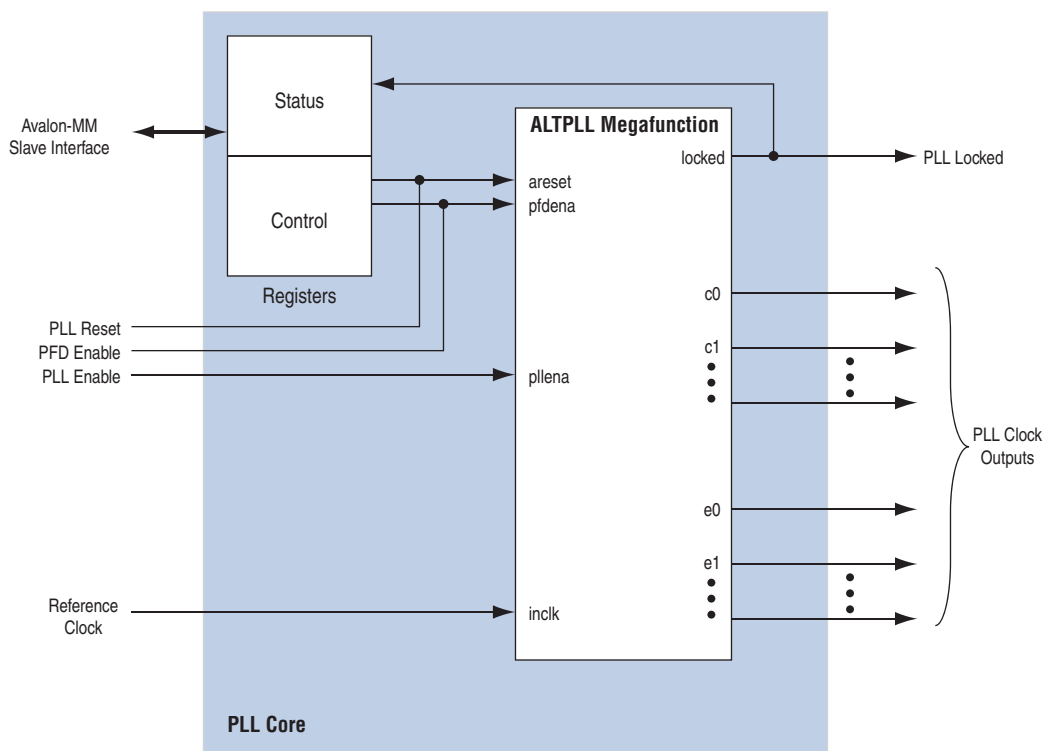 Status
Avalon-MM
Slave Interface
ALTPLL Megafunction
locked
PLL Locked
areset
pfdena
Control
Registers
c0
PLL Reset
PFD Enable
PLL Enable
c1
pllena
PLL Clock
Outputs
e0
e1
Reference
Clock
inclk
PLL Core